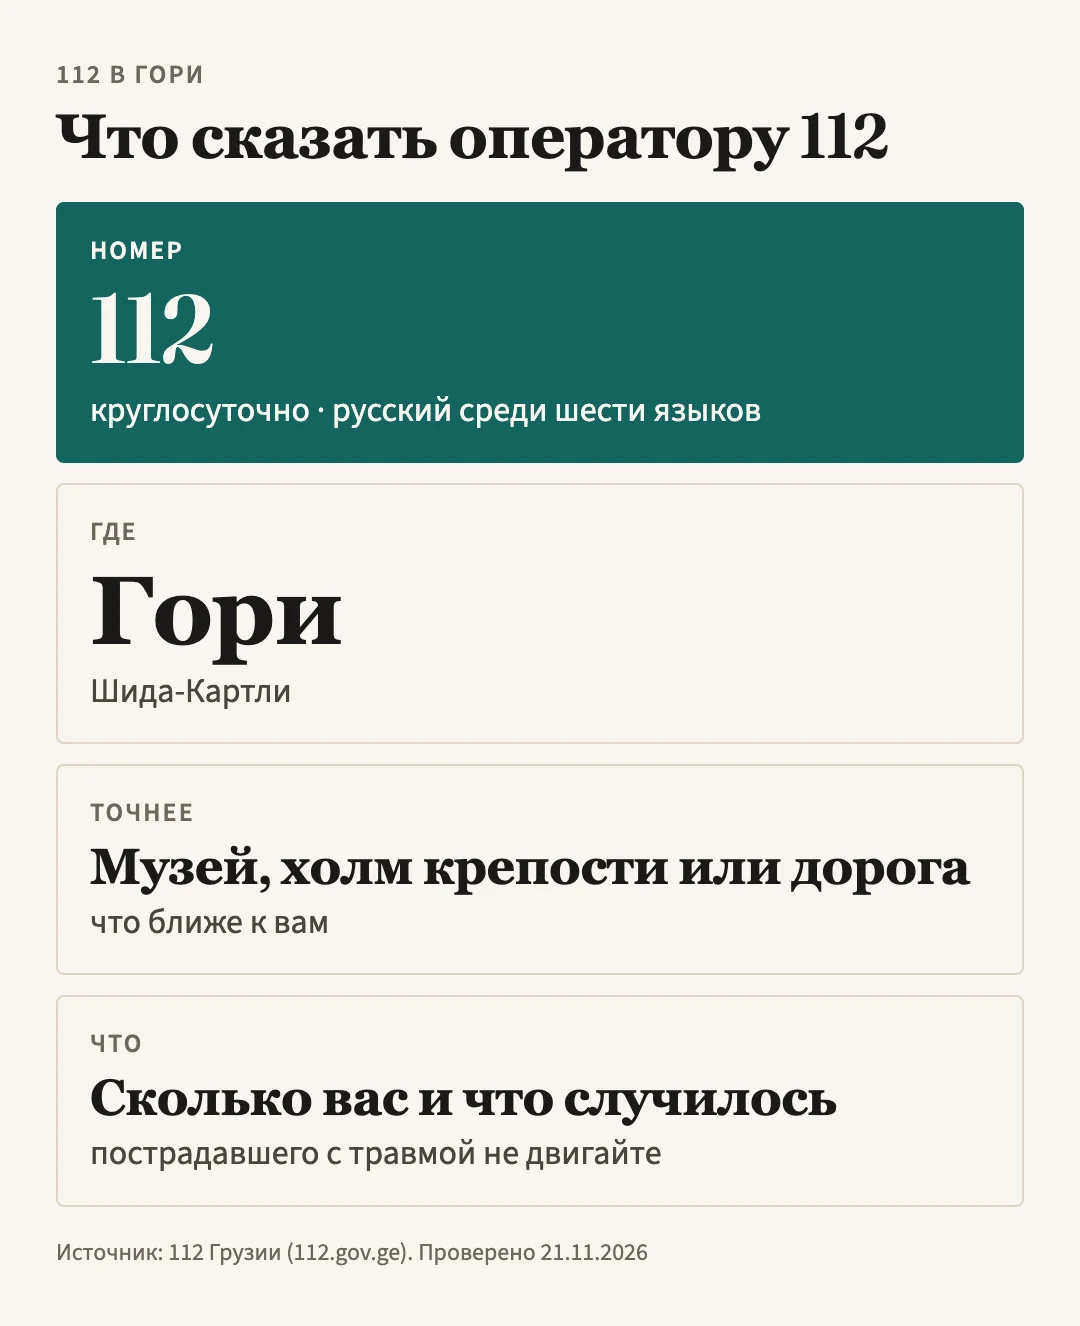 112 В ГОРИ
Что сказать оператору 112
НОМЕР
112
круглосуточно · русский среди шести языков
ГДЕ
Гори
Шида-Картли
ТОЧНЕЕ
Музей, холм крепости или дорога
что ближе к вам
ЧТО
Сколько вас и что случилось
пострадавшего с травмой не двигайте
Источник: 112 Грузии (112.gov.ge). Проверено 21.11.2026